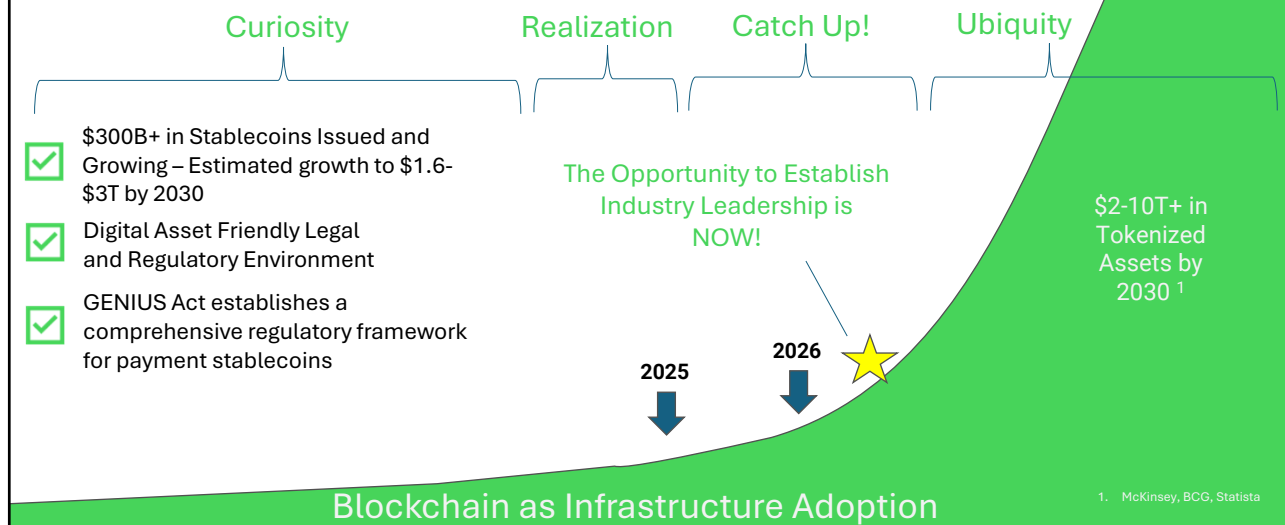 Curiosity
Realization
Catch Up!
Ubiquity
$300B+ in Stablecoins Issued and
Growing – Estimated growth to $1.6-
$3T by 2030
Digital Asset Friendly Legal
and Regulatory Environment
GENIUS Act establishes a
comprehensive regulatory framework
for payment stablecoins
The Opportunity to Establish
Industry Leadership is
NOW!
2025
2026
$2-10T+ in
Tokenized
Assets by
2030 1
Blockchain as Infrastructure Adoption
1. McKinsey, BCG, Statista